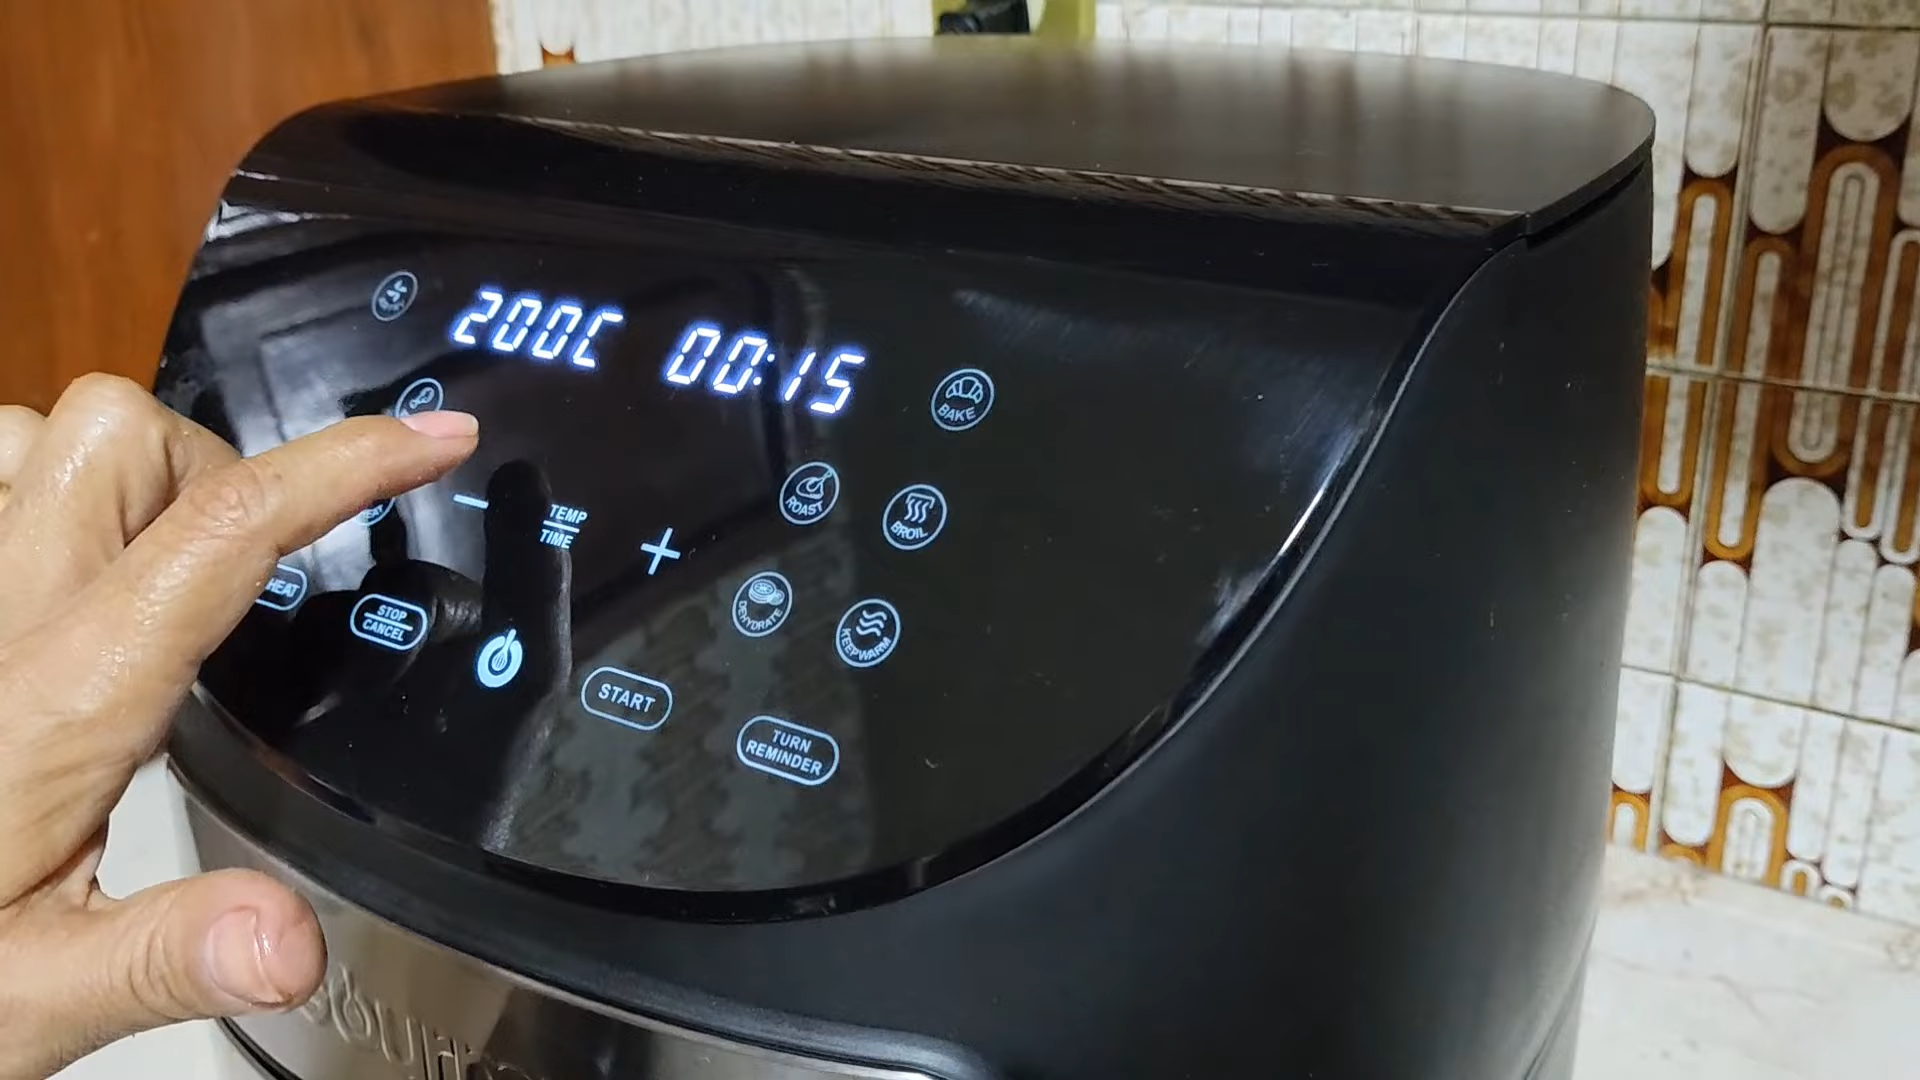 200C 00:15
BAKE
ROAST
BROIL
TEMP
TIME
HEAT
STOP
CANCEL
DEHYDRATE
KEEPWARM
START
TURN
REMINDER